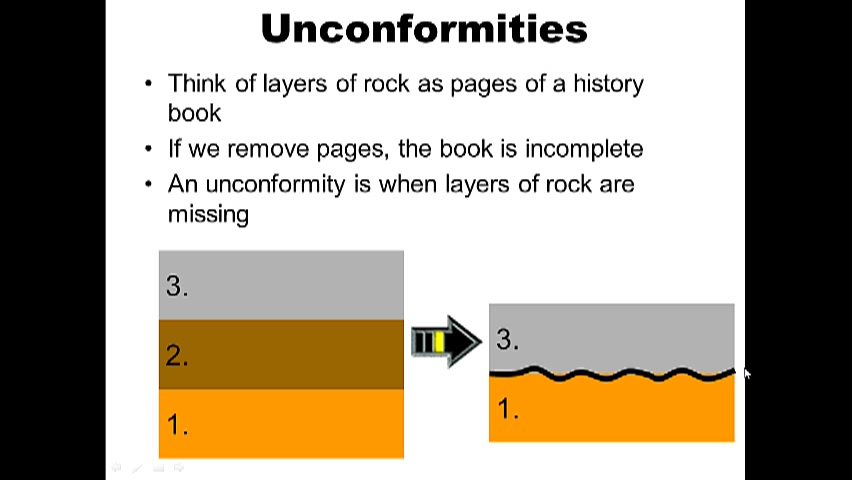 Unconformities
• Think of layers of rock as pages of a history
book
• If we remove pages, the book is incomplete
• An unconformity is when layers of rock are
missing
3.
2.
1.
3.
1.